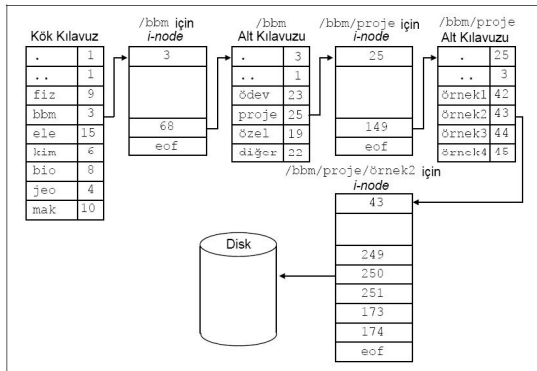 Kök Kılavuz
. 1
.. 1
fiz 9
bbm 3
ele 15
kim 6
bio 8
jeo 4
mak 10
/bbm için
i-node
3
68
eof
/bbm
Alt Kılavuzu
. 3
.. 1
ödev 23
proje 25
özel 19
diğer 22
/bbm/proje için
i-node
25
149
eof
/bbm/proje
Alt Kılavuzu
. 25
.. 3
örnek1 42
örnek2 43
örnek3 44
örnek4 45
/bbm/proje/örnek2 için
i-node
43
249
250
251
173
174
eof
Disk